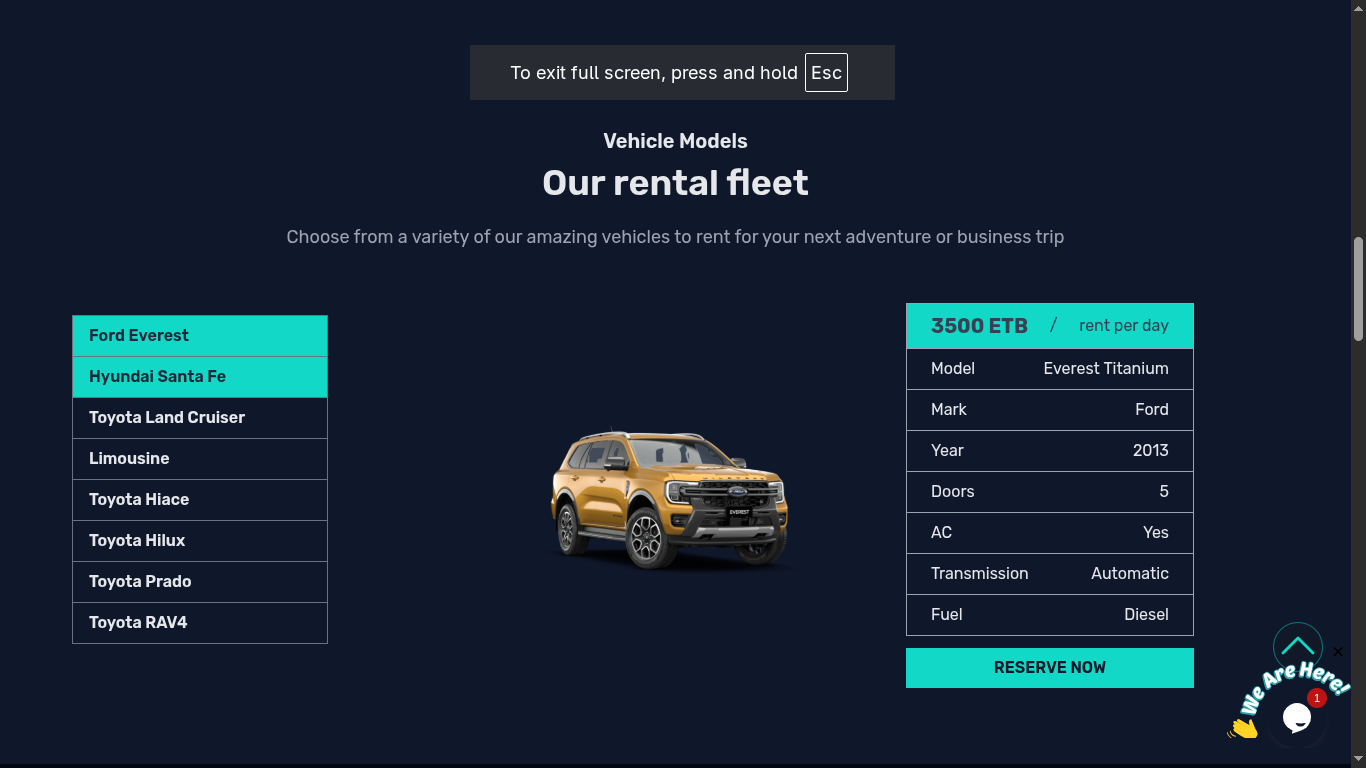 To exit full screen, press and hold Esc
Vehicle Models
Our rental fleet
Choose from a variety of our amazing vehicles to rent for your next adventure or business trip
Ford Everest
Hyundai Santa Fe
Toyota Land Cruiser
Limousine
Toyota Hiace
Toyota Hilux
Toyota Prado
Toyota RAV4
EVEREST
3500 ETB / rent per day
Model Everest Titanium
Mark Ford
Year 2013
Doors 5
AC Yes
Transmission Automatic
Fuel Diesel
RESERVE NOW
We Are Here!
1